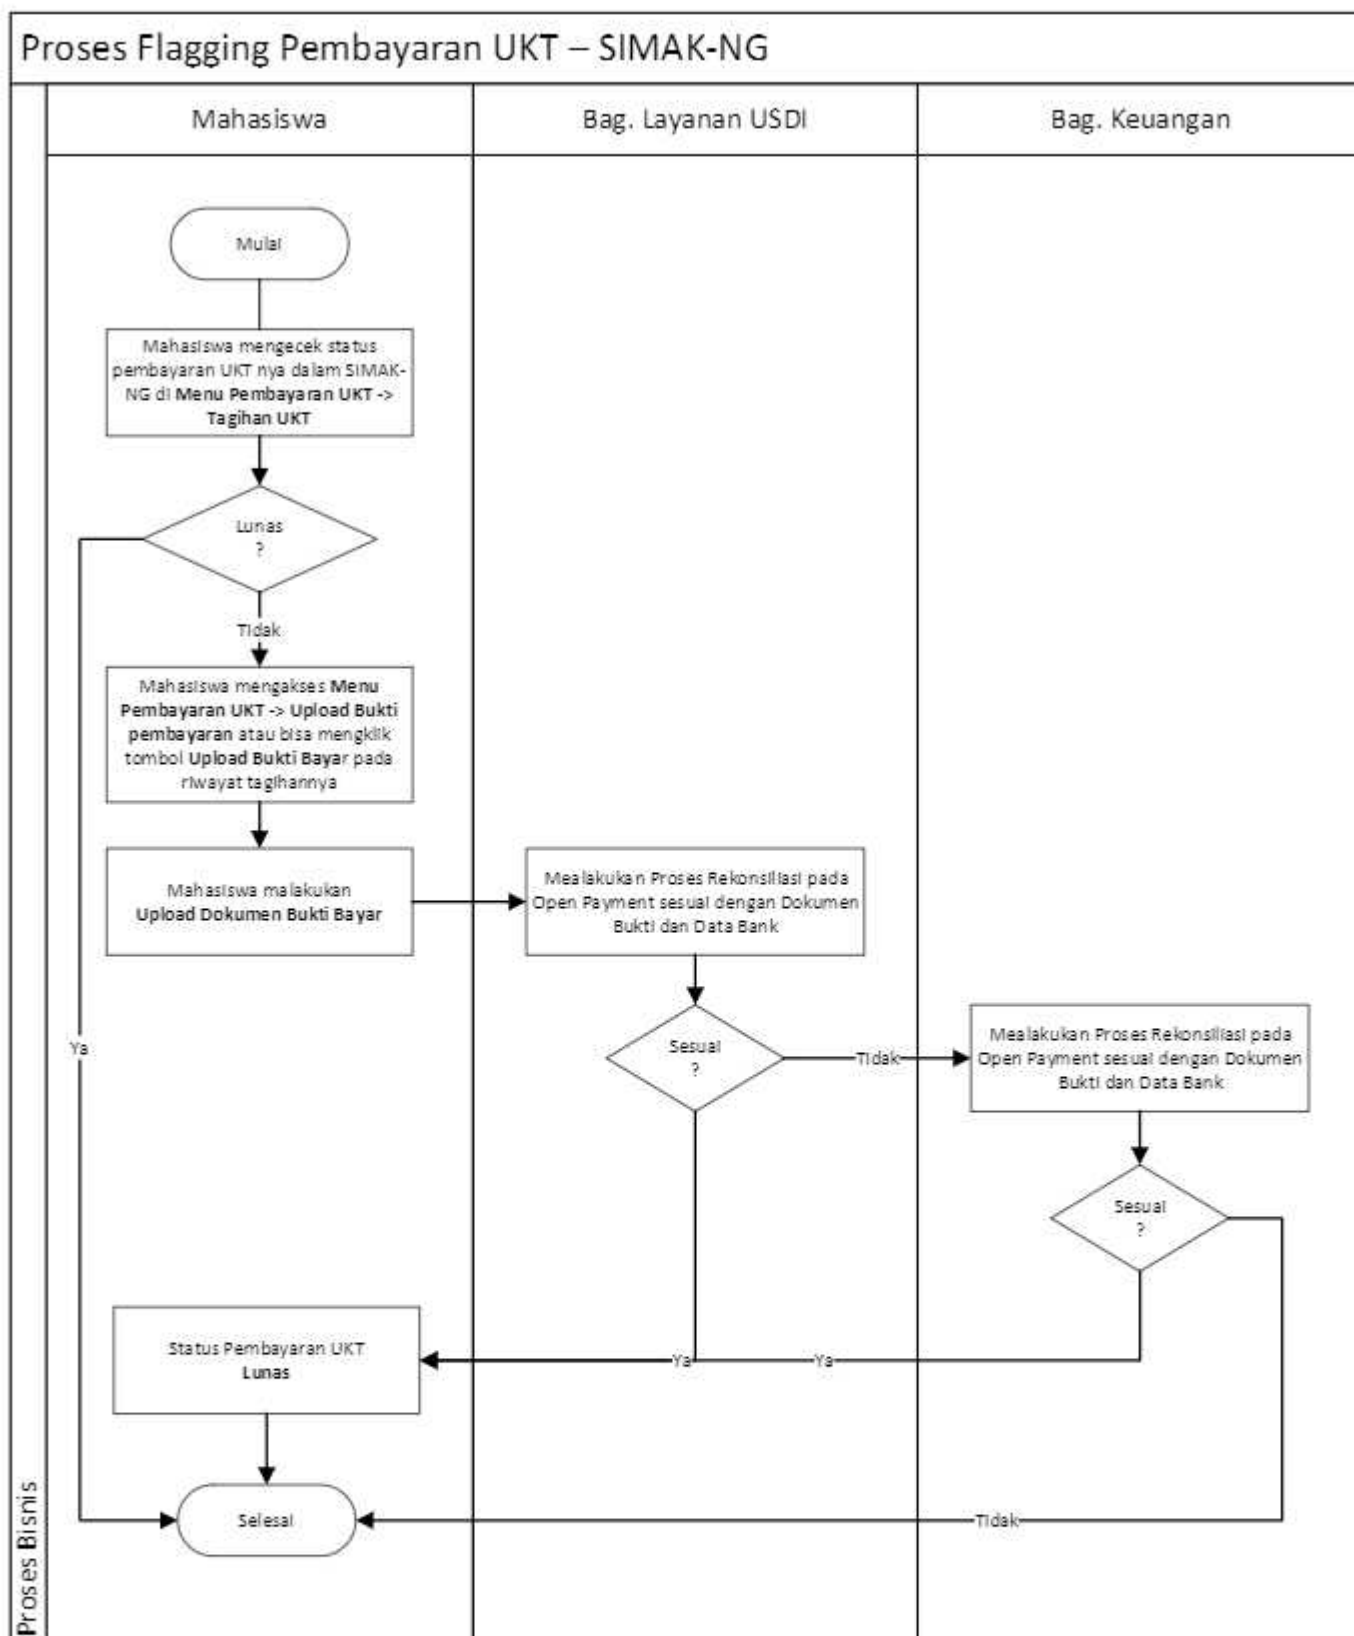 Proses Flagging Pembayaran UKT – SIMAK-NG
Mahasiswa
Bag. Layanan USDI
Bag. Keuangan
Mulai
Mahasiswa mengecek status
pembayaran UKT nya dalam SIMAK-
NG di Menu Pembayaran UKT ->
Tagihan UKT
Lunas
?
Tidak
Mahasiswa mengakses Menu
Pembayaran UKT -> Upload Bukti
pembayaran atau bisa mengklik
tombol Upload Bukti Bayar pada
riwayat tagihannya
Mahasiswa malakukan
Upload Dokumen Bukti Bayar
Mealakukan Proses Rekonsiliasi pada
Open Payment sesuai dengan Dokumen
Bukti dan Data Bank
Sesuai
?
Tidak
Mealakukan Proses Rekonsiliasi pada
Open Payment sesuai dengan Dokumen
Bukti dan Data Bank
Sesuai
?
Ya
Status Pembayaran UKT
Lunas
Ya
Ya
Selesai
Tidak
Proses Bisnis